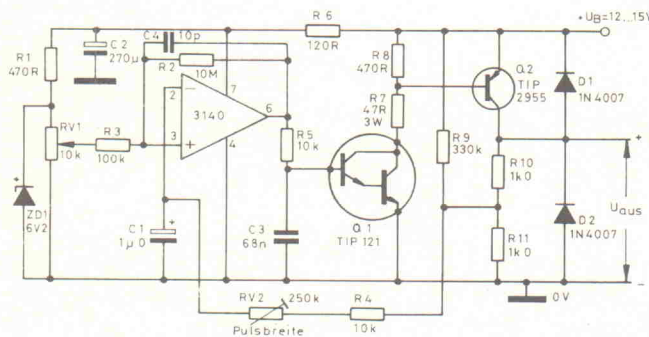 C4
10p
R6
120R
+UB=12...15V
R1
470R
C2
270µ
R2
10M
R8
470R
Q2
TIP
2955
D1
1N4007
R7
47R
3W
2
3140
7
6
3
4
RV1
10k
R3
100k
R5
10k
R9
330k
R10
1k0
+
Uaus
ZD1
6V2
C1
1µ0
C3
68n
Q1
TIP 121
R11
1k0
D2
1N4007
-
0V
RV2
250k
R4
10k
Pulsbreite